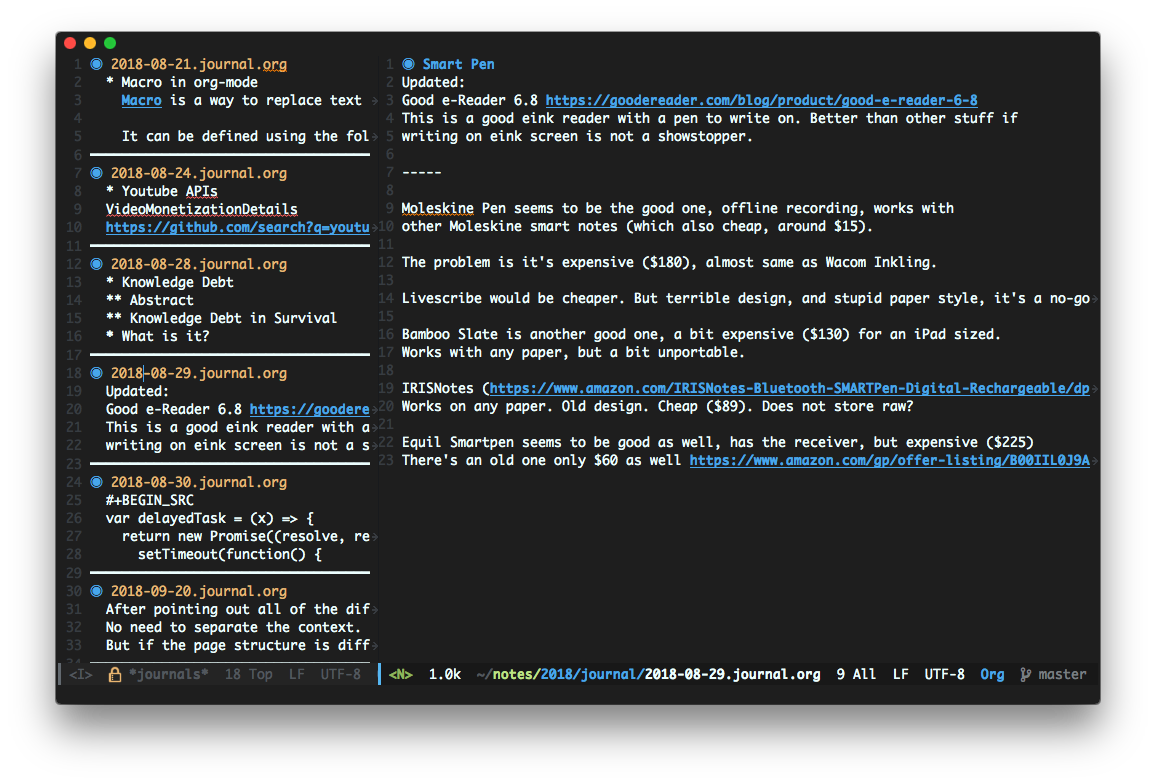 1 2018-08-21.journal.org
2 * Macro in org-mode
3 Macro is a way to replace text
4
5 It can be defined using the fol
6
7 2018-08-24.journal.org
8 * Youtube APIs
9 VideoMonetizationDetails
10 https://github.com/search?q=youtu
11
12 2018-08-28.journal.org
13 * Knowledge Debt
14 ** Abstract
15 ** Knowledge Debt in Survival
16 * What is it?
17
18 2018-08-29.journal.org
19 Updated:
20 Good e-Reader 6.8 https://goodere
21 This is a good eink reader with a
22 writing on eink screen is not a s
23
24 2018-08-30.journal.org
25 #+BEGIN_SRC
26 var delayedTask = (x) => {
27 return new Promise((resolve, re
28 setTimeout(function() {
29
30 2018-09-20.journal.org
31 After pointing out all of the dif
32 No need to separate the context.
33 But if the page structure is diff
24
<I> *journals* 18 Top LF UTF-8
1 Smart Pen
2 Updated:
3 Good e-Reader 6.8 https://goodereader.com/blog/product/good-e-reader-6-8
4 This is a good eink reader with a pen to write on. Better than other stuff if
5 writing on eink screen is not a showstopper.
6
7 -----
8
9 Moleskine Pen seems to be the good one, offline recording, works with
10 other Moleskine smart notes (which also cheap, around $15).
11
12 The problem is it's expensive ($180), almost same as Wacom Inkling.
13
14 Livescribe would be cheaper. But terrible design, and stupid paper style, it's a no-go
15
16 Bamboo Slate is another good one, a bit expensive ($130) for an iPad sized.
17 Works with any paper, but a bit unportable.
18
19 IRISNotes (https://www.amazon.com/IRISNotes-Bluetooth-SMARTPen-Digital-Rechargeable/dp
20 Works on any paper. Old design. Cheap ($89). Does not store raw?
21
22 Equil Smartpen seems to be good as well, has the receiver, but expensive ($225)
23 There's an old one only $60 as well https://www.amazon.com/gp/offer-listing/B00IIL0J9A
<N> 1.0k ~/notes/2018/journal/2018-08-29.journal.org 9 All LF UTF-8 Org master